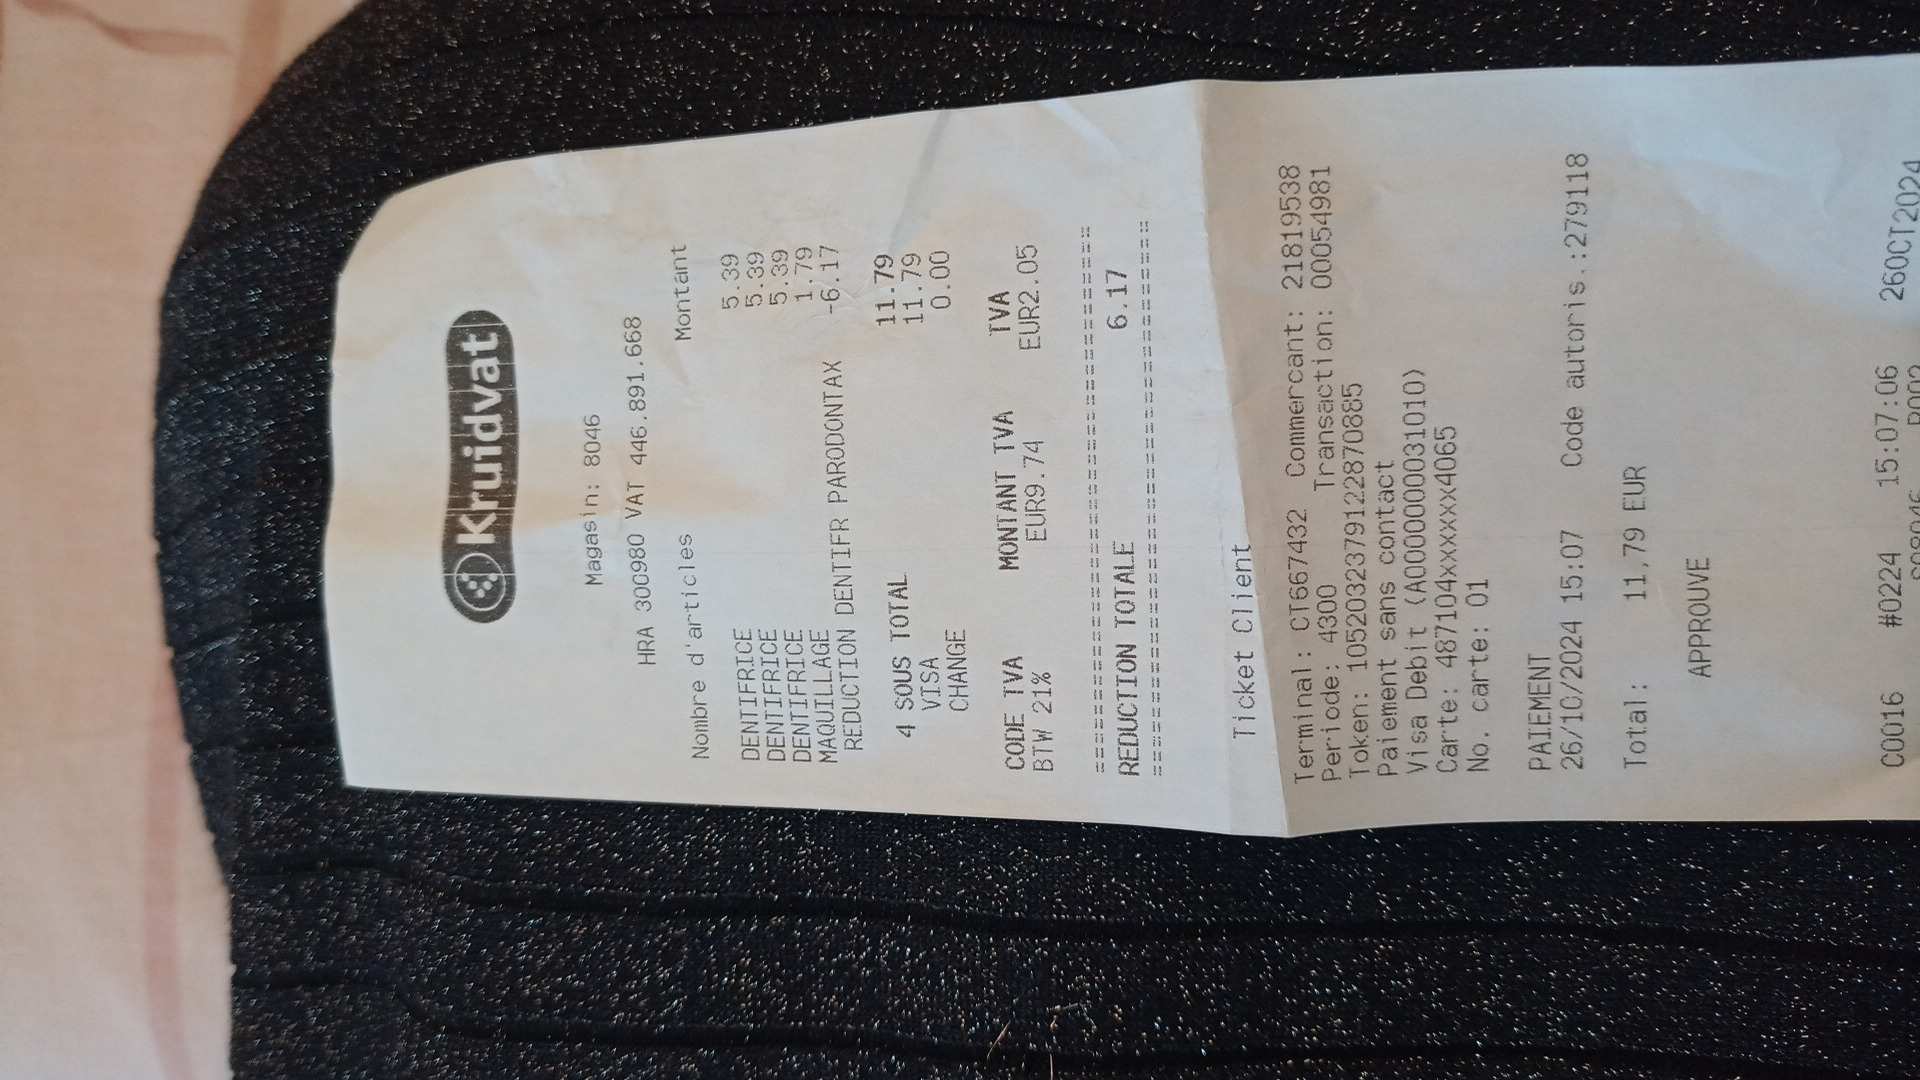 Kruidvat
Magasin: 8046
HRA 300980 VAT 446.891.668
Nombre d'articles Montant
DENTIFRICE 5.39
DENTIFRICE 5.39
DENTIFRICE 5.39
MAQUILLAGE 1.79
REDUCTION DENTIFR PARODONTAX -6.17
4 SOUS TOTAL 11.79
VISA 11.79
CHANGE 0.00
CODE TVA MONTANT TVA TVA
BTW 21% EUR9.74 EUR2.05
REDUCTION TOTALE 6.17
Ticket Client
Terminal: CT667432 Commercant: 21819538
Periode: 4300 Transaction: 00054981
Token: 1052032379122870885
Paiement sans contact
Visa Debit (A0000000031010)
Carte: 487104xxxxxx4065
No. carte: 01
PAIEMENT
26/10/2024 15:07 Code autoris.:279118
Total: 11,79 EUR
APPROUVE
C0016 #0224 15:07:06 26OCT2024